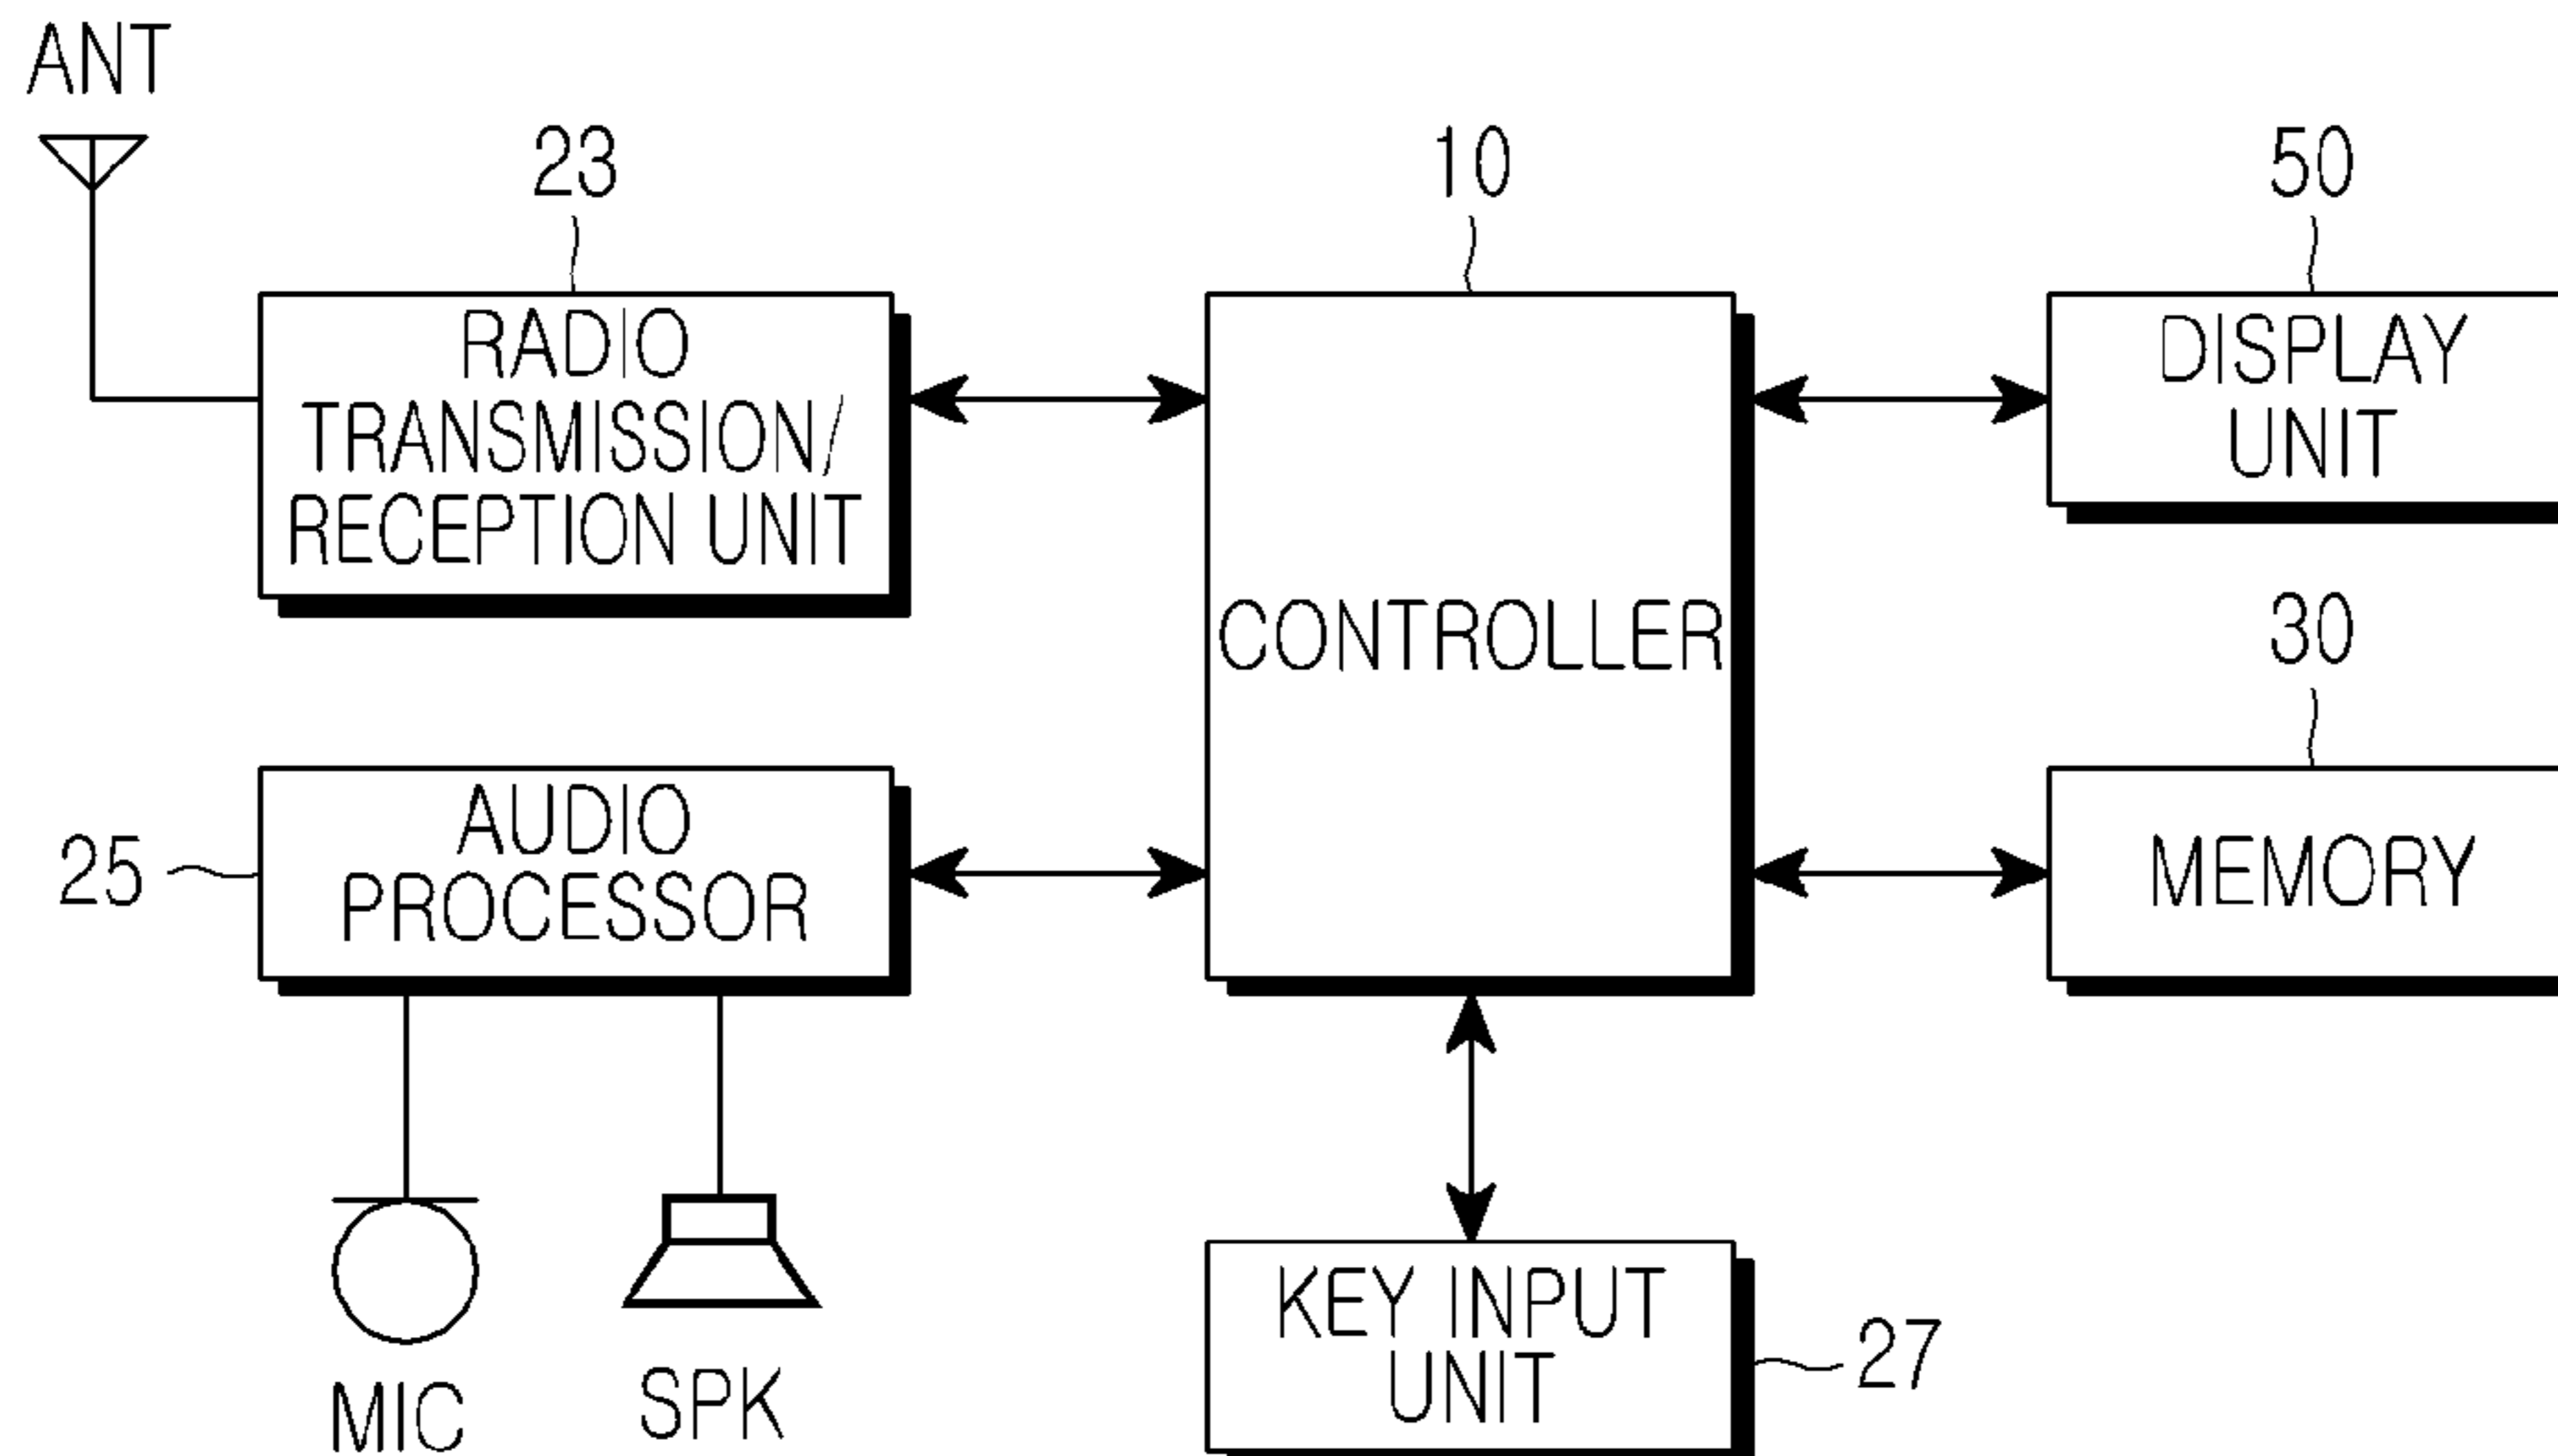 ANT
23
10
50
RADIO
TRANSMISSION/
RECEPTION UNIT
DISPLAY
UNIT
CONTROLLER
30
25
AUDIO
PROCESSOR
MEMORY
MIC
SPK
KEY INPUT
UNIT
27